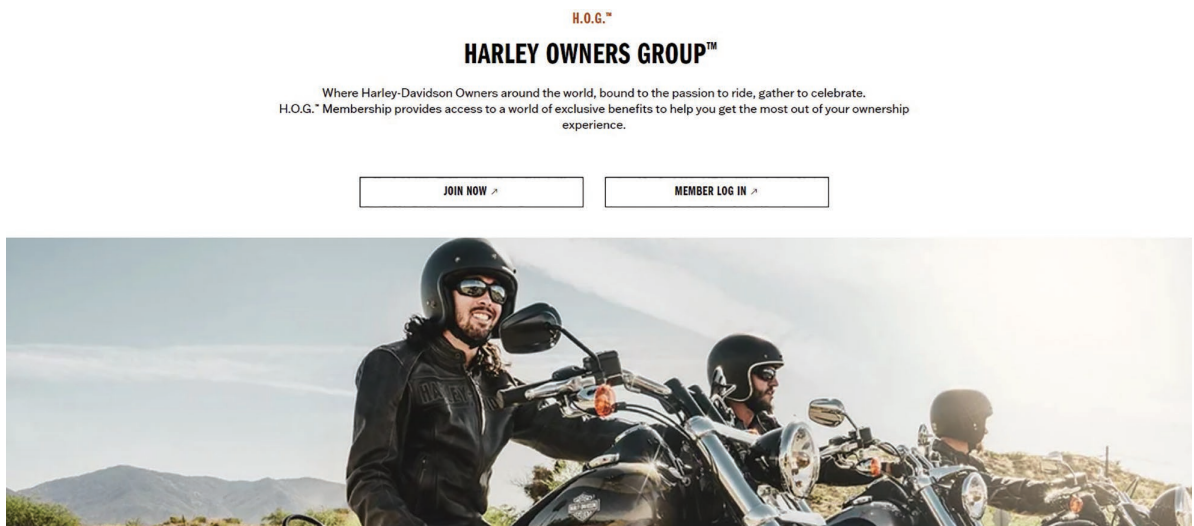 H.O.G.™
HARLEY OWNERS GROUP™
Where Harley-Davidson Owners around the world, bound to the passion to ride, gather to celebrate.
H.O.G.™ Membership provides access to a world of exclusive benefits to help you get the most out of your ownership
experience.
JOIN NOW ↗
MEMBER LOG IN ↗